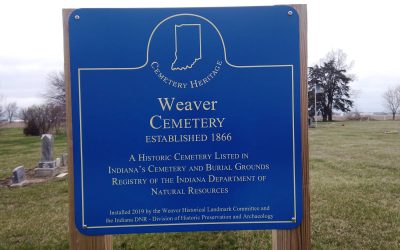 CEMETERY HERITAGE
Weaver
CEMETERY
ESTABLISHED 1866
A HISTORIC CEMETERY LISTED IN
INDIANA'S CEMETERY AND BURIAL GROUNDS
REGISTRY OF THE INDIANA DEPARTMENT OF
NATURAL RESOURCES
Installed 2019 by the Weaver Historical Landmark Committee and
the Indiana DNR - Division of Historic Preservation and Archaeology